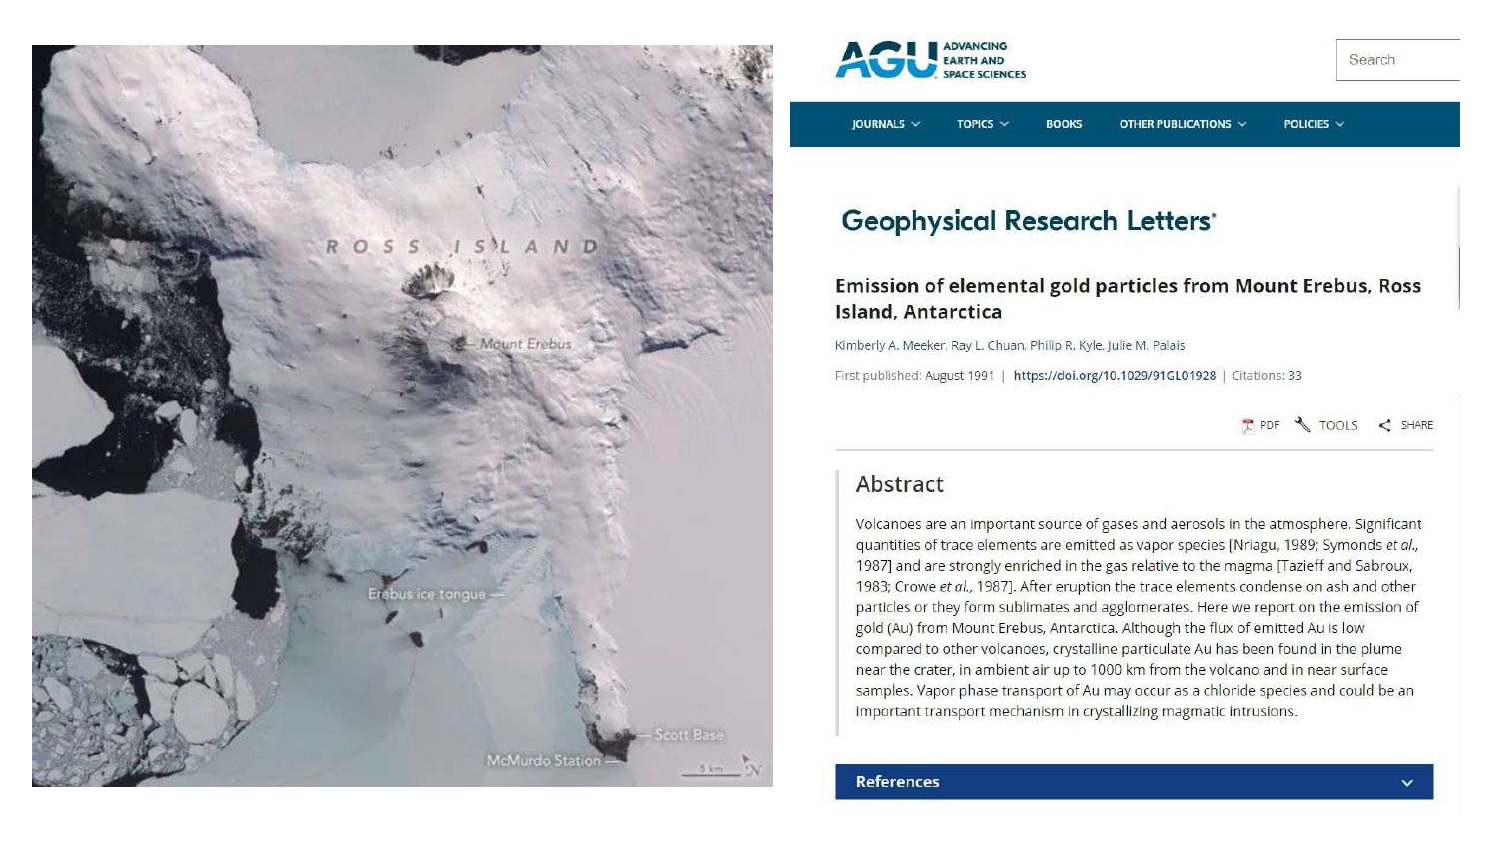 ROSS ISLAND
Mount Erebus
Erebus ice tongue
Scott Base
McMurdo Station
5 km
N
AGU ADVANCING
EARTH AND
SPACE SCIENCES
Search
JOURNALS TOPICS BOOKS OTHER PUBLICATIONS POLICIES
Geophysical Research Letters®
Emission of elemental gold particles from Mount Erebus, Ross
Island, Antarctica
Kimberly A. Meeker, Ray L. Chuan, Philip R. Kyle, Julie M. Palais
First published: August 1991 | https://doi.org/10.1029/91GL01928 | Citations: 33
PDF TOOLS SHARE
Abstract
Volcanoes are an important source of gases and aerosols in the atmosphere. Significant
quantities of trace elements are emitted as vapor species [Nriagu, 1989; Symonds et al.,
1987] and are strongly enriched in the gas relative to the magma [Tazieff and Sabroux,
1983; Crowe et al., 1987]. After eruption the trace elements condense on ash and other
particles or they form sublimates and agglomerates. Here we report on the emission of
gold (Au) from Mount Erebus, Antarctica. Although the flux of emitted Au is low
compared to other volcanoes, crystalline particulate Au has been found in the plume
near the crater, in ambient air up to 1000 km from the volcano and in near surface
samples. Vapor phase transport of Au may occur as a chloride species and could be an
important transport mechanism in crystallizing magmatic intrusions.
References